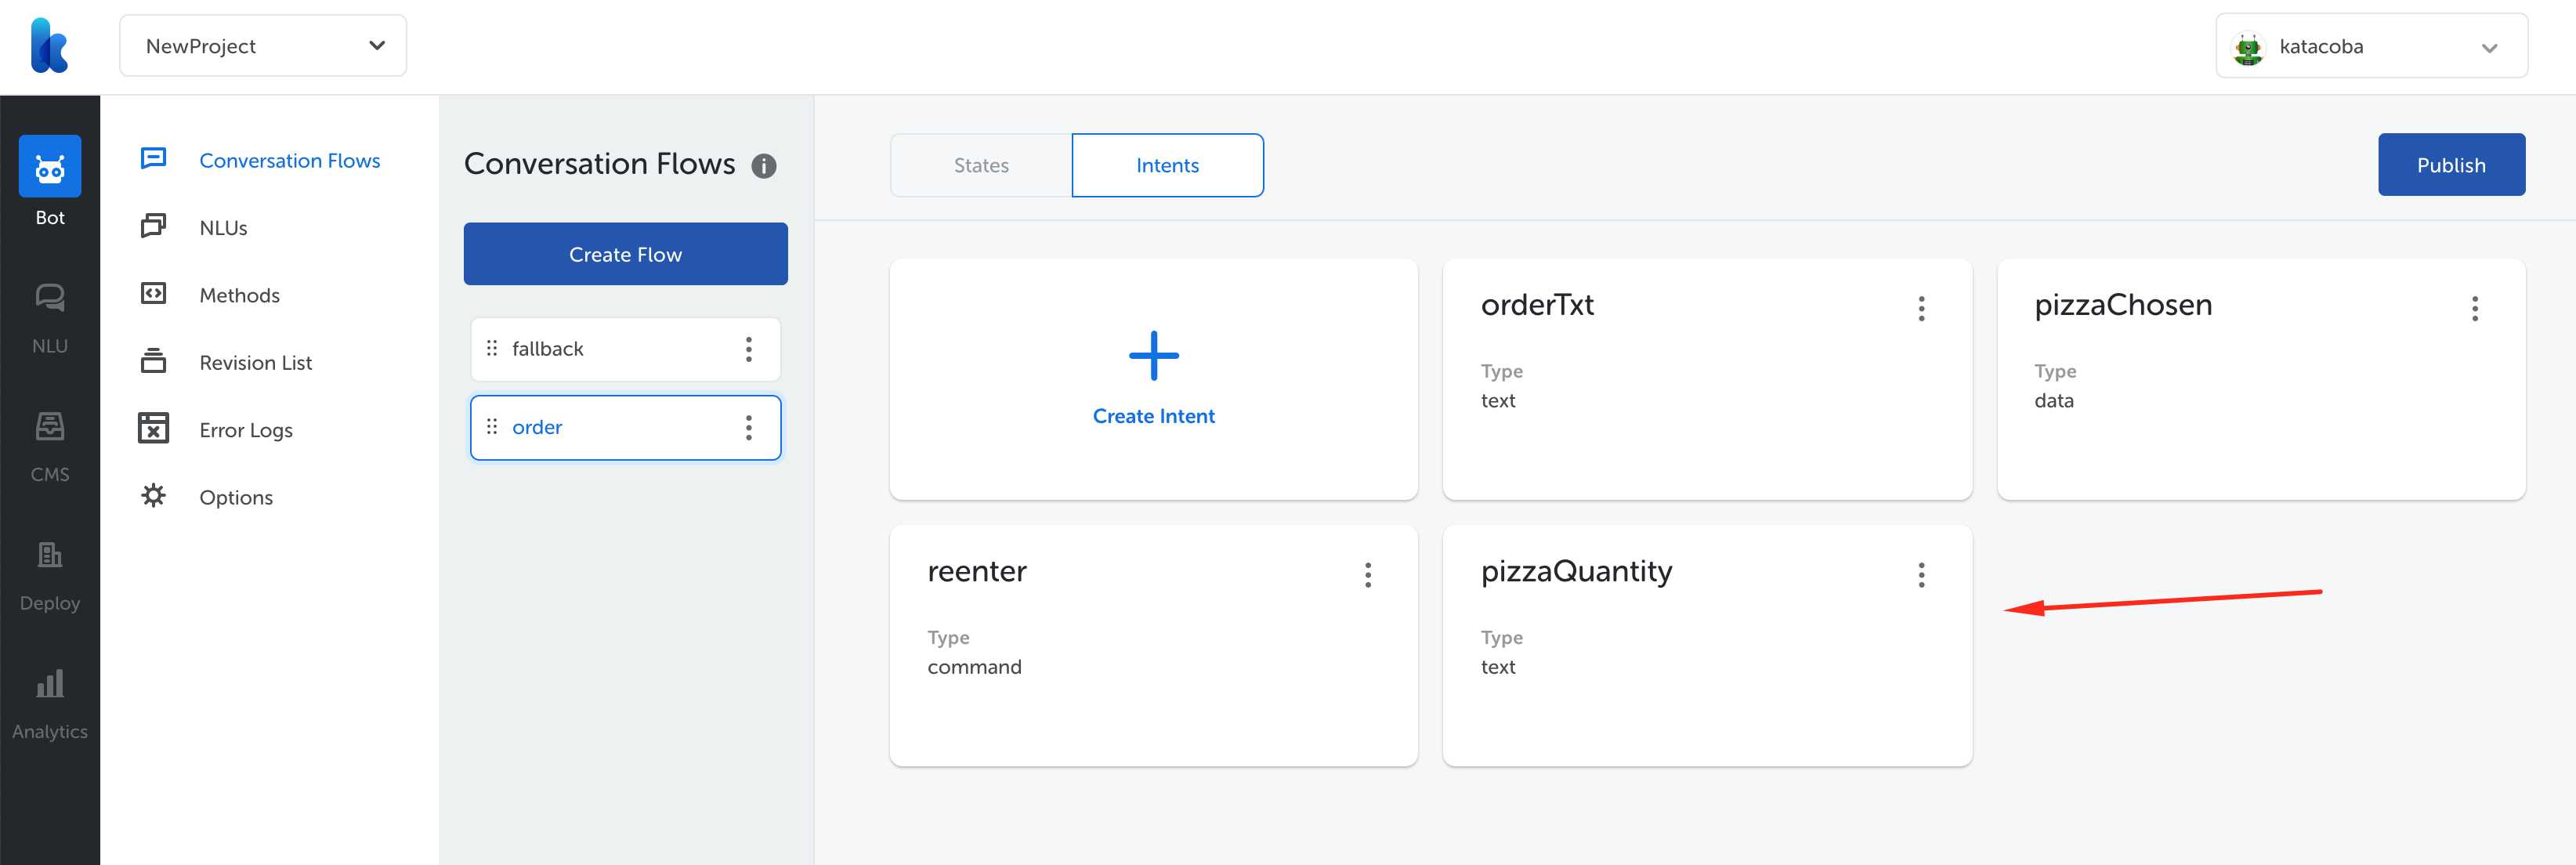 NewProject
katacoba
Bot
NLU
CMS
Deploy
Analytics
Conversation Flows
NLUs
Methods
Revision List
Error Logs
Options
Conversation Flows
Create Flow
fallback
order
States
Intents
Publish
Create Intent
orderTxt
Type
text
pizzaChosen
Type
data
reenter
Type
command
pizzaQuantity
Type
text